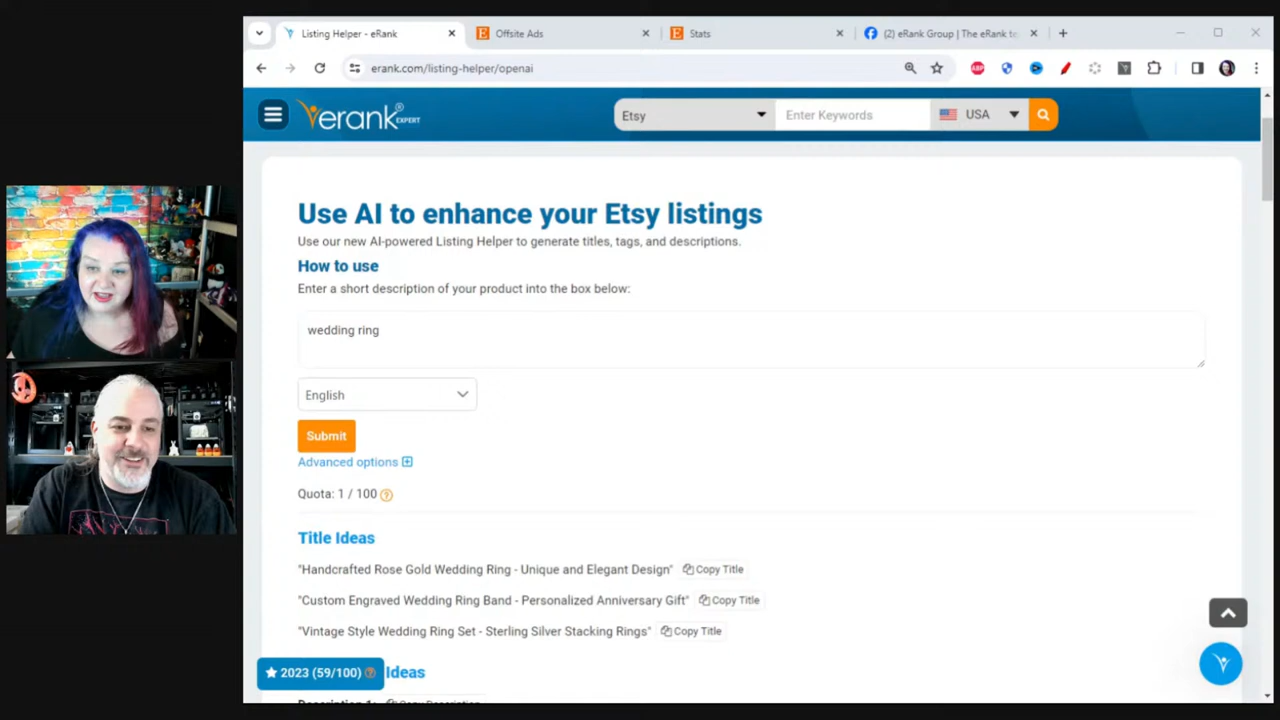 Listing Helper - eRank
Offsite Ads
Stats
(2) eRank Group | The eRank to
erank.com/listing-helper/openai
ABP
erank® EXPERT
Etsy
Enter Keywords
USA
Use AI to enhance your Etsy listings
Use our new AI-powered Listing Helper to generate titles, tags, and descriptions.
How to use
Enter a short description of your product into the box below:
wedding ring
English
Submit
Advanced options
Quota: 1 / 100
Title Ideas
"Handcrafted Rose Gold Wedding Ring - Unique and Elegant Design" Copy Title
"Custom Engraved Wedding Ring Band - Personalized Anniversary Gift" Copy Title
"Vintage Style Wedding Ring Set - Sterling Silver Stacking Rings" Copy Title
2023 (59/100) Ideas
Description 1: Copy Description